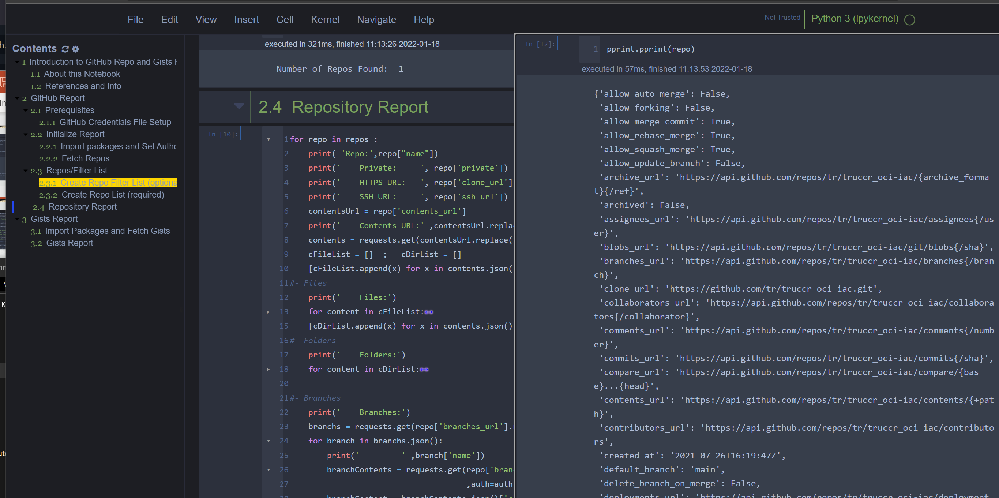 File Edit View Insert Cell Kernel Navigate Help
Not Trusted Python 3 (ipykernel)
Contents
1 Introduction to GitHub Repo and Gists
1.1 About this Notebook
1.2 References and Info
2 GitHub Report
2.1 Prerequisites
2.1.1 GitHub Credentials File Setup
2.2 Initialize Report
2.2.1 Import packages and Set Autho
2.2.2 Fetch Repos
2.3 Repos/Filter List
2.3.1 Create Repo Filter List (optiona
2.3.2 Create Repo List (required)
2.4 Repository Report
3 Gists Report
3.1 Import Packages and Fetch Gists
3.2 Gists Report
executed in 321ms, finished 11:13:26 2022-01-18
Number of Repos Found:  1
2.4 Repository Report
In [10]:
1 for repo in repos :
2     print( 'Repo:',repo["name"])
3     print('    Private:     ', repo['private'])
4     print('    HTTPS URL:   ', repo['clone_url']
5     print('    SSH URL:     ', repo['ssh_url'])
6     contentsUrl = repo['contents_url']
7     print('    Contents URL:' ,contentsUrl.replac
8     contents = requests.get(contentsUrl.replace(
9     cFileList = []  ;   cDirList = []
10     [cFileList.append(x) for x in contents.json(
11 #- Files
12     print('    Files:')
13     for content in cFileList:
15     [cDirList.append(x) for x in contents.json()
16 #- Folders
17     print('    Folders:')
18     for content in cDirList:
20
21 #- Branches
22     print('    Branches:')
23     branchs = requests.get(repo['branches_url'].
24     for branch in branchs.json():
25         print('         ' ,branch['name'])
26         branchContents = requests.get(repo['bran
27                                       ,auth=auth
In [12]:
1 pprint.pprint(repo)
executed in 57ms, finished 11:13:53 2022-01-18
{'allow_auto_merge': False,
 'allow_forking': False,
 'allow_merge_commit': True,
 'allow_rebase_merge': True,
 'allow_squash_merge': True,
 'allow_update_branch': False,
 'archive_url': 'https://api.github.com/repos/tr/truccr_oci-iac/{archive_forma
t}{/ref}',
 'archived': False,
 'assignees_url': 'https://api.github.com/repos/tr/truccr_oci-iac/assignees{/us
er}',
 'blobs_url': 'https://api.github.com/repos/tr/truccr_oci-iac/git/blobs{/sha}',
 'branches_url': 'https://api.github.com/repos/tr/truccr_oci-iac/branches{/bran
ch}',
 'clone_url': 'https://github.com/tr/truccr_oci-iac.git',
 'collaborators_url': 'https://api.github.com/repos/tr/truccr_oci-iac/collabora
tors{/collaborator}',
 'comments_url': 'https://api.github.com/repos/tr/truccr_oci-iac/comments{/numb
er}',
 'commits_url': 'https://api.github.com/repos/tr/truccr_oci-iac/commits{/sha}',
 'compare_url': 'https://api.github.com/repos/tr/truccr_oci-iac/compare/{bas
e}...{head}',
 'contents_url': 'https://api.github.com/repos/tr/truccr_oci-iac/contents/{+pat
h}',
 'contributors_url': 'https://api.github.com/repos/tr/truccr_oci-iac/contributo
rs',
 'created_at': '2021-07-26T16:19:47Z',
 'default_branch': 'main',
 'delete_branch_on_merge': False,
 'deployments_url': 'https://api.github.com/repos/tr/truccr_oci-iac/deployment